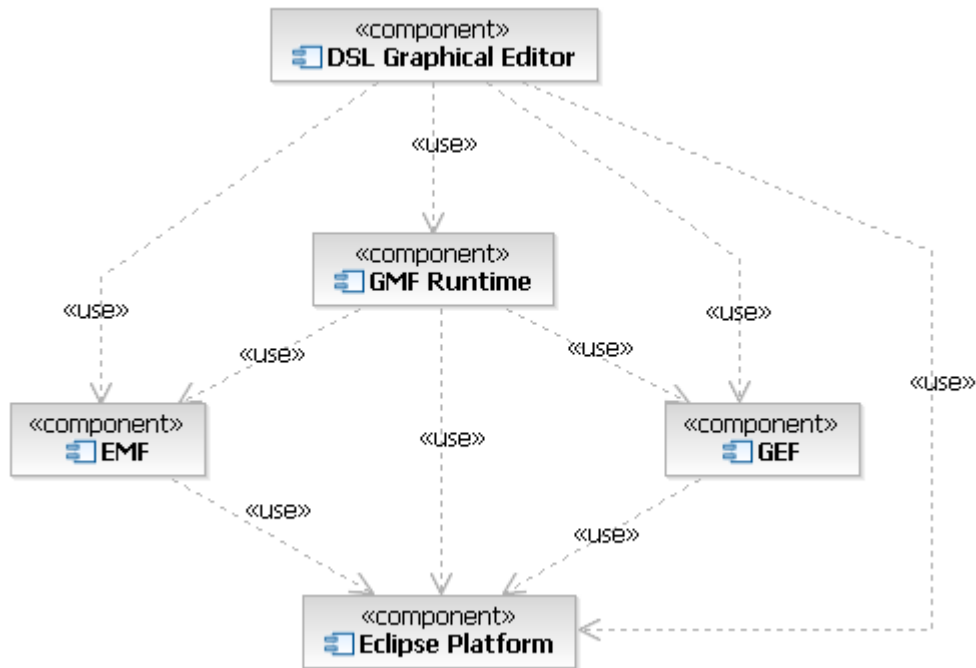 «component»
DSL Graphical Editor
«use»
«component»
GMF Runtime
«use»
«use»
«use»
«use»
«use»
«component»
EMF
«use»
«component»
GEF
«use»
«use»
«component»
Eclipse Platform